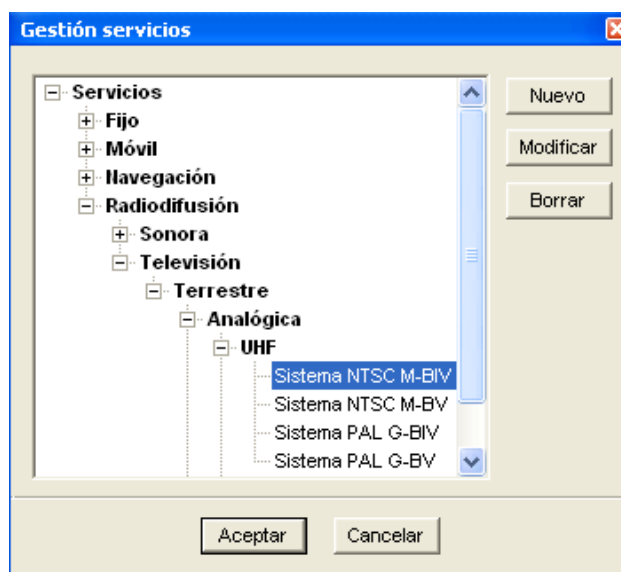 Gestión servicios
Servicios
Fijo
Móvil
Navegación
Radiodifusión
Sonora
Televisión
Terrestre
Analógica
UHF
Sistema NTSC M-BIV
Sistema NTSC M-BV
Sistema PAL G-BIV
Sistema PAL G-BV
Nuevo
Modificar
Borrar
Aceptar
Cancelar